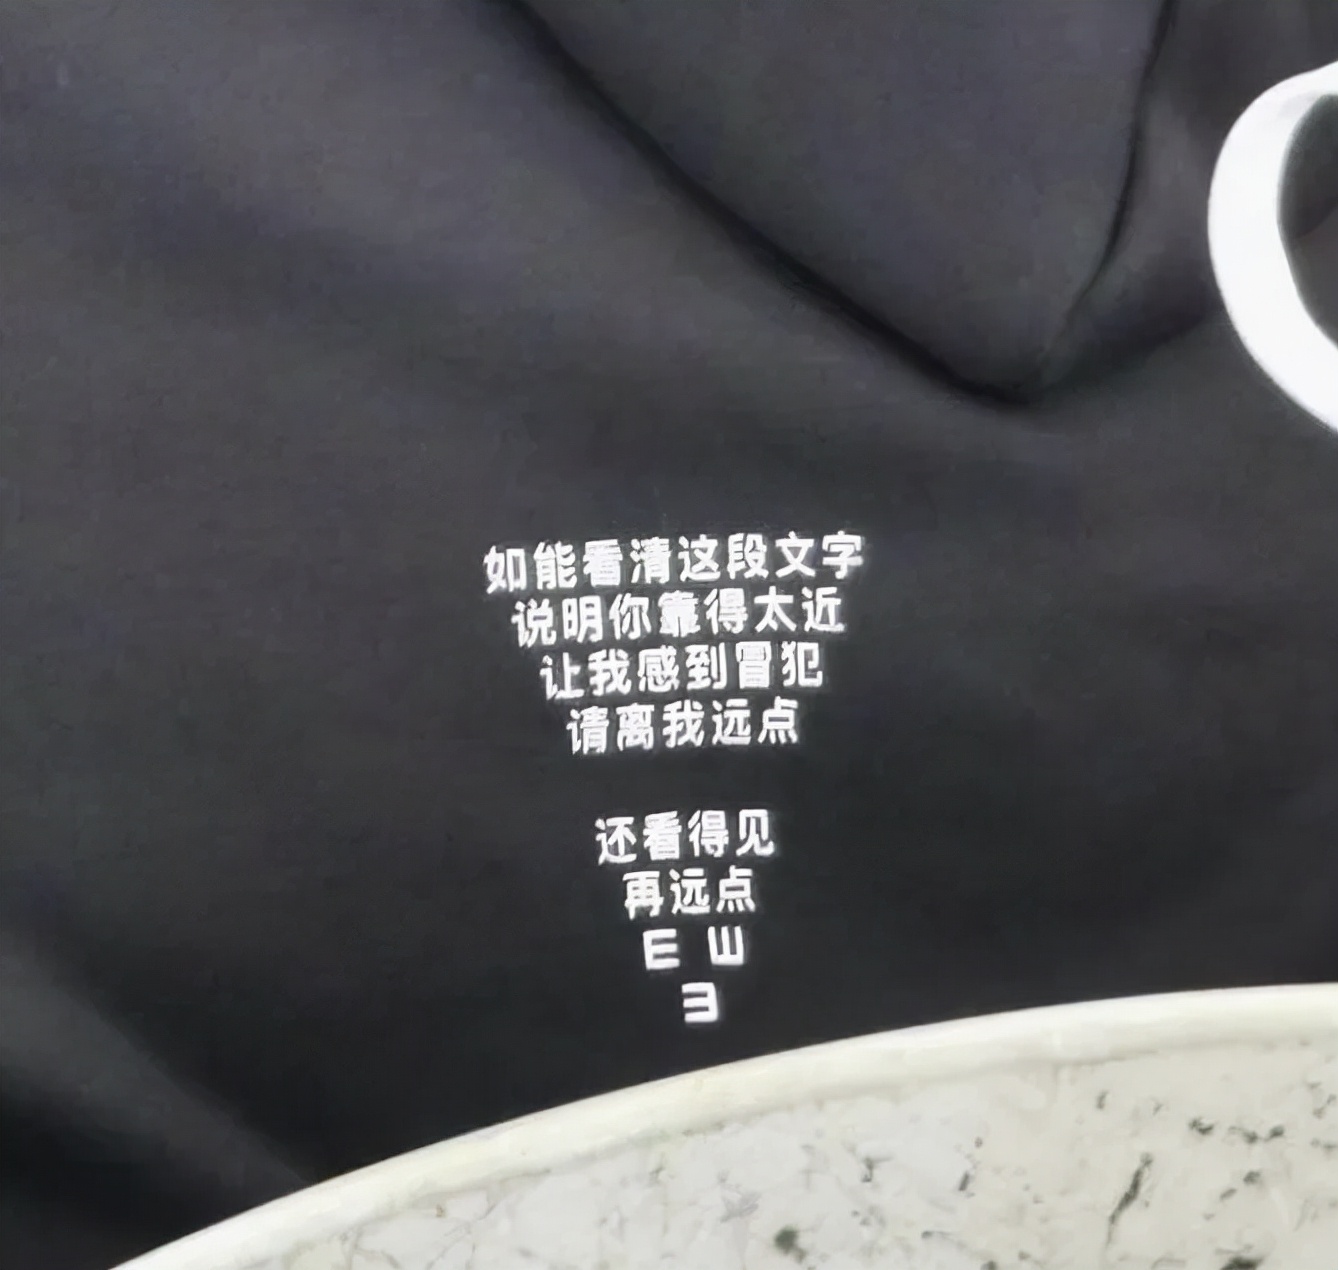 如能看清这段文字
说明你靠得太近
让我感到冒犯
请离我远点
还看得见
再远点
E Ш
Ǝ